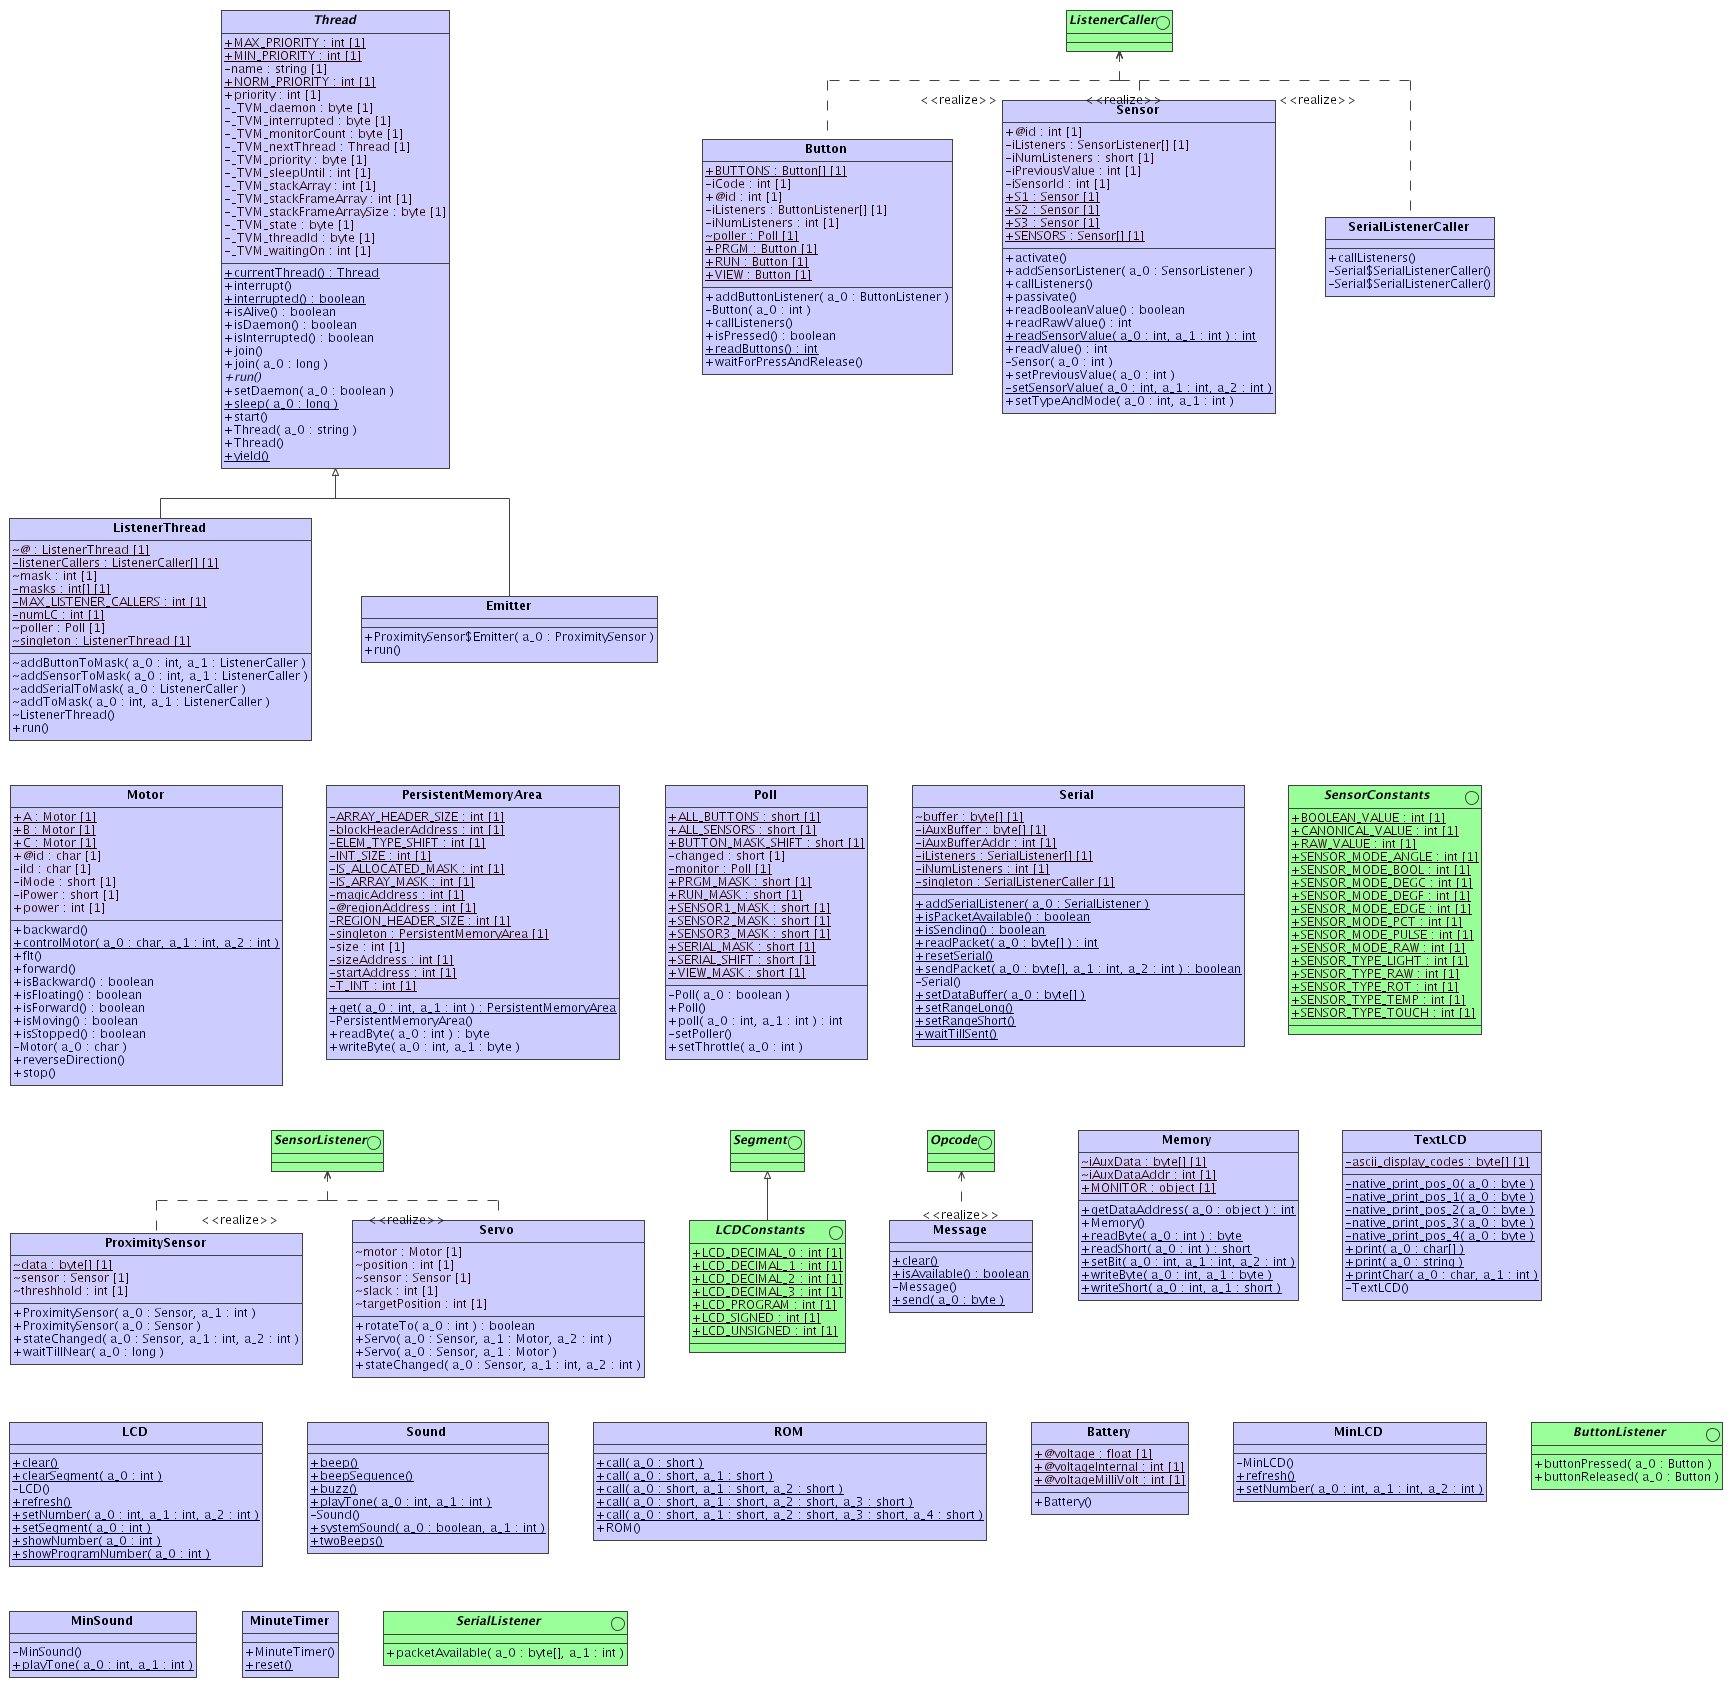 Thread
+MAX_PRIORITY : int [1]
+MIN_PRIORITY : int [1]
-name : string [1]
+NORM_PRIORITY : int [1]
+priority : int [1]
-_TVM_daemon : byte [1]
-_TVM_interrupted : byte [1]
-_TVM_monitorCount : byte [1]
-_TVM_nextThread : Thread [1]
-_TVM_priority : byte [1]
-_TVM_sleepUntil : int [1]
-_TVM_stackArray : int [1]
-_TVM_stackFrameArray : int [1]
-_TVM_stackFrameArraySize : byte [1]
-_TVM_state : byte [1]
-_TVM_threadId : byte [1]
-_TVM_waitingOn : int [1]
+currentThread() : Thread
+interrupt()
+interrupted() : boolean
+isAlive() : boolean
+isDaemon() : boolean
+isInterrupted() : boolean
+join()
+join( a_0 : long )
+run()
+setDaemon( a_0 : boolean )
+sleep( a_0 : long )
+start()
+Thread( a_0 : string )
+Thread()
+yield()
ListenerCaller
<<realize>>
<<realize>>
<<realize>>
Button
+BUTTONS : Button[] [1]
-iCode : int [1]
+@id : int [1]
-iListeners : ButtonListener[] [1]
-iNumListeners : int [1]
~poller : Poll [1]
+PRGM : Button [1]
+RUN : Button [1]
+VIEW : Button [1]
+addButtonListener( a_0 : ButtonListener )
-Button( a_0 : int )
+callListeners()
+isPressed() : boolean
+readButtons() : int
+waitForPressAndRelease()
Sensor
+@id : int [1]
-iListeners : SensorListener[] [1]
-iNumListeners : short [1]
-iPreviousValue : int [1]
-iSensorId : int [1]
+S1 : Sensor [1]
+S2 : Sensor [1]
+S3 : Sensor [1]
+SENSORS : Sensor[] [1]
+activate()
+addSensorListener( a_0 : SensorListener )
+callListeners()
+passivate()
+readBooleanValue() : boolean
+readRawValue() : int
+readSensorValue( a_0 : int, a_1 : int ) : int
+readValue() : int
-Sensor( a_0 : int )
+setPreviousValue( a_0 : int )
-setSensorValue( a_0 : int, a_1 : int, a_2 : int )
+setTypeAndMode( a_0 : int, a_1 : int )
SerialListenerCaller
+callListeners()
-Serial$SerialListenerCaller()
-Serial$SerialListenerCaller()
ListenerThread
~@ : ListenerThread [1]
-listenerCallers : ListenerCaller[] [1]
~mask : int [1]
-masks : int[] [1]
-MAX_LISTENER_CALLERS : int [1]
-numLC : int [1]
~poller : Poll [1]
~singleton : ListenerThread [1]
~addButtonToMask( a_0 : int, a_1 : ListenerCaller )
~addSensorToMask( a_0 : int, a_1 : ListenerCaller )
~addSerialToMask( a_0 : ListenerCaller )
~addToMask( a_0 : int, a_1 : ListenerCaller )
~ListenerThread()
+run()
Emitter
+ProximitySensor$Emitter( a_0 : ProximitySensor )
+run()
Motor
+A : Motor [1]
+B : Motor [1]
+C : Motor [1]
+@id : char [1]
-iId : char [1]
-iMode : short [1]
-iPower : short [1]
+power : int [1]
+backward()
+controlMotor( a_0 : char, a_1 : int, a_2 : int )
+flt()
+forward()
+isBackward() : boolean
+isFloating() : boolean
+isForward() : boolean
+isMoving() : boolean
+isStopped() : boolean
-Motor( a_0 : char )
+reverseDirection()
+stop()
PersistentMemoryArea
-ARRAY_HEADER_SIZE : int [1]
-blockHeaderAddress : int [1]
-ELEM_TYPE_SHIFT : int [1]
-INT_SIZE : int [1]
-IS_ALLOCATED_MASK : int [1]
-IS_ARRAY_MASK : int [1]
-magicAddress : int [1]
-@regionAddress : int [1]
-REGION_HEADER_SIZE : int [1]
-singleton : PersistentMemoryArea [1]
-size : int [1]
-sizeAddress : int [1]
-startAddress : int [1]
-T_INT : int [1]
+get( a_0 : int, a_1 : int ) : PersistentMemoryArea
-PersistentMemoryArea()
+readByte( a_0 : int ) : byte
+writeByte( a_0 : int, a_1 : byte )
Poll
+ALL_BUTTONS : short [1]
+ALL_SENSORS : short [1]
+BUTTON_MASK_SHIFT : short [1]
-changed : short [1]
-monitor : Poll [1]
+PRGM_MASK : short [1]
+RUN_MASK : short [1]
+SENSOR1_MASK : short [1]
+SENSOR2_MASK : short [1]
+SENSOR3_MASK : short [1]
+SERIAL_MASK : short [1]
+SERIAL_SHIFT : short [1]
+VIEW_MASK : short [1]
-Poll( a_0 : boolean )
+Poll()
+poll( a_0 : int, a_1 : int ) : int
-setPoller()
+setThrottle( a_0 : int )
Serial
~buffer : byte[] [1]
-iAuxBuffer : byte[] [1]
-iAuxBufferAddr : int [1]
-iListeners : SerialListener[] [1]
-iNumListeners : int [1]
-singleton : SerialListenerCaller [1]
+addSerialListener( a_0 : SerialListener )
+isPacketAvailable() : boolean
+isSending() : boolean
+readPacket( a_0 : byte[] ) : int
+resetSerial()
+sendPacket( a_0 : byte[], a_1 : int, a_2 : int ) : boolean
-Serial()
+setDataBuffer( a_0 : byte[] )
+setRangeLong()
+setRangeShort()
+waitTillSent()
SensorConstants
+BOOLEAN_VALUE : int [1]
+CANONICAL_VALUE : int [1]
+RAW_VALUE : int [1]
+SENSOR_MODE_ANGLE : int [1]
+SENSOR_MODE_BOOL : int [1]
+SENSOR_MODE_DEGC : int [1]
+SENSOR_MODE_DEGF : int [1]
+SENSOR_MODE_EDGE : int [1]
+SENSOR_MODE_PCT : int [1]
+SENSOR_MODE_PULSE : int [1]
+SENSOR_MODE_RAW : int [1]
+SENSOR_TYPE_LIGHT : int [1]
+SENSOR_TYPE_RAW : int [1]
+SENSOR_TYPE_ROT : int [1]
+SENSOR_TYPE_TEMP : int [1]
+SENSOR_TYPE_TOUCH : int [1]
SensorListener
<<realize>>
<<realize>>
ProximitySensor
~data : byte[] [1]
~sensor : Sensor [1]
~threshhold : int [1]
+ProximitySensor( a_0 : Sensor, a_1 : int )
+ProximitySensor( a_0 : Sensor )
+stateChanged( a_0 : Sensor, a_1 : int, a_2 : int )
+waitTillNear( a_0 : long )
Servo
~motor : Motor [1]
~position : int [1]
~sensor : Sensor [1]
~slack : int [1]
~targetPosition : int [1]
+rotateTo( a_0 : int ) : boolean
+Servo( a_0 : Sensor, a_1 : Motor, a_2 : int )
+Servo( a_0 : Sensor, a_1 : Motor )
+stateChanged( a_0 : Sensor, a_1 : int, a_2 : int )
Segment
LCDConstants
+LCD_DECIMAL_0 : int [1]
+LCD_DECIMAL_1 : int [1]
+LCD_DECIMAL_2 : int [1]
+LCD_DECIMAL_3 : int [1]
+LCD_PROGRAM : int [1]
+LCD_SIGNED : int [1]
+LCD_UNSIGNED : int [1]
Opcode
<<realize>>
Message
+clear()
+isAvailable() : boolean
-Message()
+send( a_0 : byte )
Memory
~iAuxData : byte[] [1]
~iAuxDataAddr : int [1]
+MONITOR : object [1]
+getDataAddress( a_0 : object ) : int
+Memory()
+readByte( a_0 : int ) : byte
+readShort( a_0 : int ) : short
+setBit( a_0 : int, a_1 : int, a_2 : int )
+writeByte( a_0 : int, a_1 : byte )
+writeShort( a_0 : int, a_1 : short )
TextLCD
-ascii_display_codes : byte[] [1]
-native_print_pos_0( a_0 : byte )
-native_print_pos_1( a_0 : byte )
-native_print_pos_2( a_0 : byte )
-native_print_pos_3( a_0 : byte )
-native_print_pos_4( a_0 : byte )
+print( a_0 : char[] )
+print( a_0 : string )
+printChar( a_0 : char, a_1 : int )
-TextLCD()
LCD
+clear()
+clearSegment( a_0 : int )
-LCD()
+refresh()
+setNumber( a_0 : int, a_1 : int, a_2 : int )
+setSegment( a_0 : int )
+showNumber( a_0 : int )
+showProgramNumber( a_0 : int )
Sound
+beep()
+beepSequence()
+buzz()
+playTone( a_0 : int, a_1 : int )
-Sound()
+systemSound( a_0 : boolean, a_1 : int )
+twoBeeps()
ROM
+call( a_0 : short )
+call( a_0 : short, a_1 : short )
+call( a_0 : short, a_1 : short, a_2 : short )
+call( a_0 : short, a_1 : short, a_2 : short, a_3 : short )
+call( a_0 : short, a_1 : short, a_2 : short, a_3 : short, a_4 : short )
+ROM()
Battery
+@voltage : float [1]
+@voltageInternal : int [1]
+@voltageMilliVolt : int [1]
+Battery()
MinLCD
-MinLCD()
+refresh()
+setNumber( a_0 : int, a_1 : int, a_2 : int )
ButtonListener
+buttonPressed( a_0 : Button )
+buttonReleased( a_0 : Button )
MinSound
-MinSound()
+playTone( a_0 : int, a_1 : int )
MinuteTimer
+MinuteTimer()
+reset()
SerialListener
+packetAvailable( a_0 : byte[], a_1 : int )